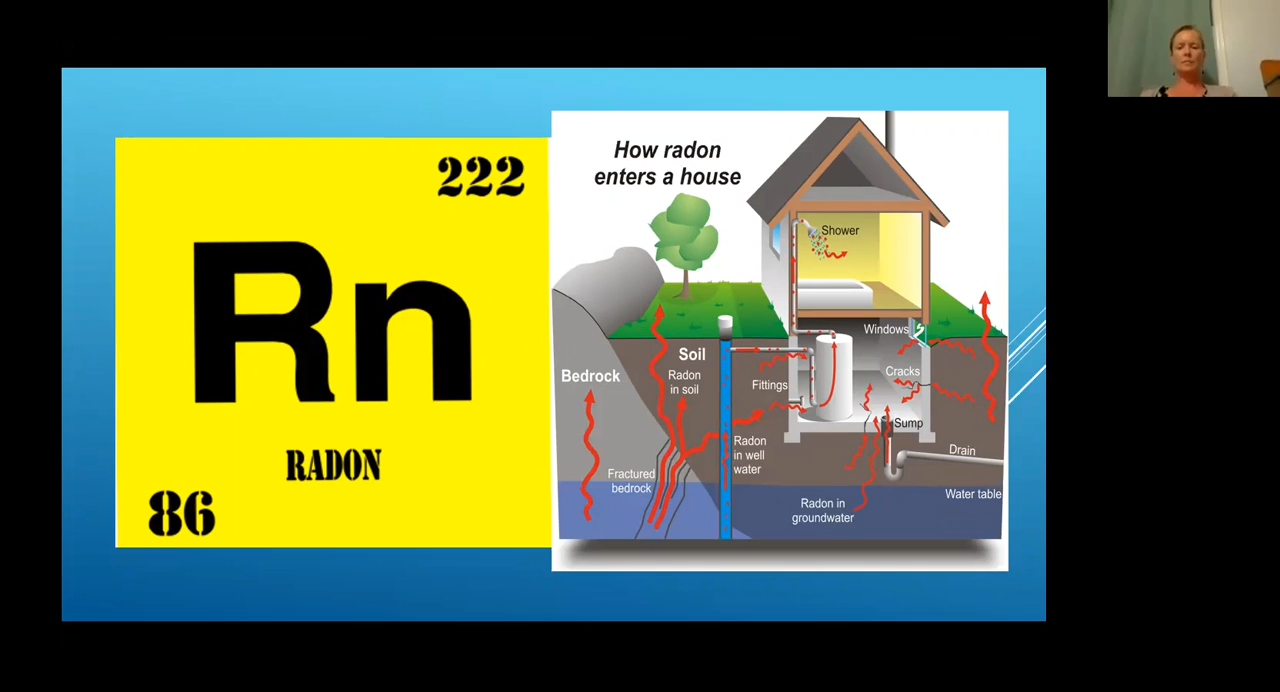 222
Rn
RADON
86
How radon
enters a house
Shower
Windows
Soil
Bedrock
Radon
in soil
Fittings
Cracks
Sump
Radon
in well
water
Drain
Fractured
bedrock
Water table
Radon in
groundwater